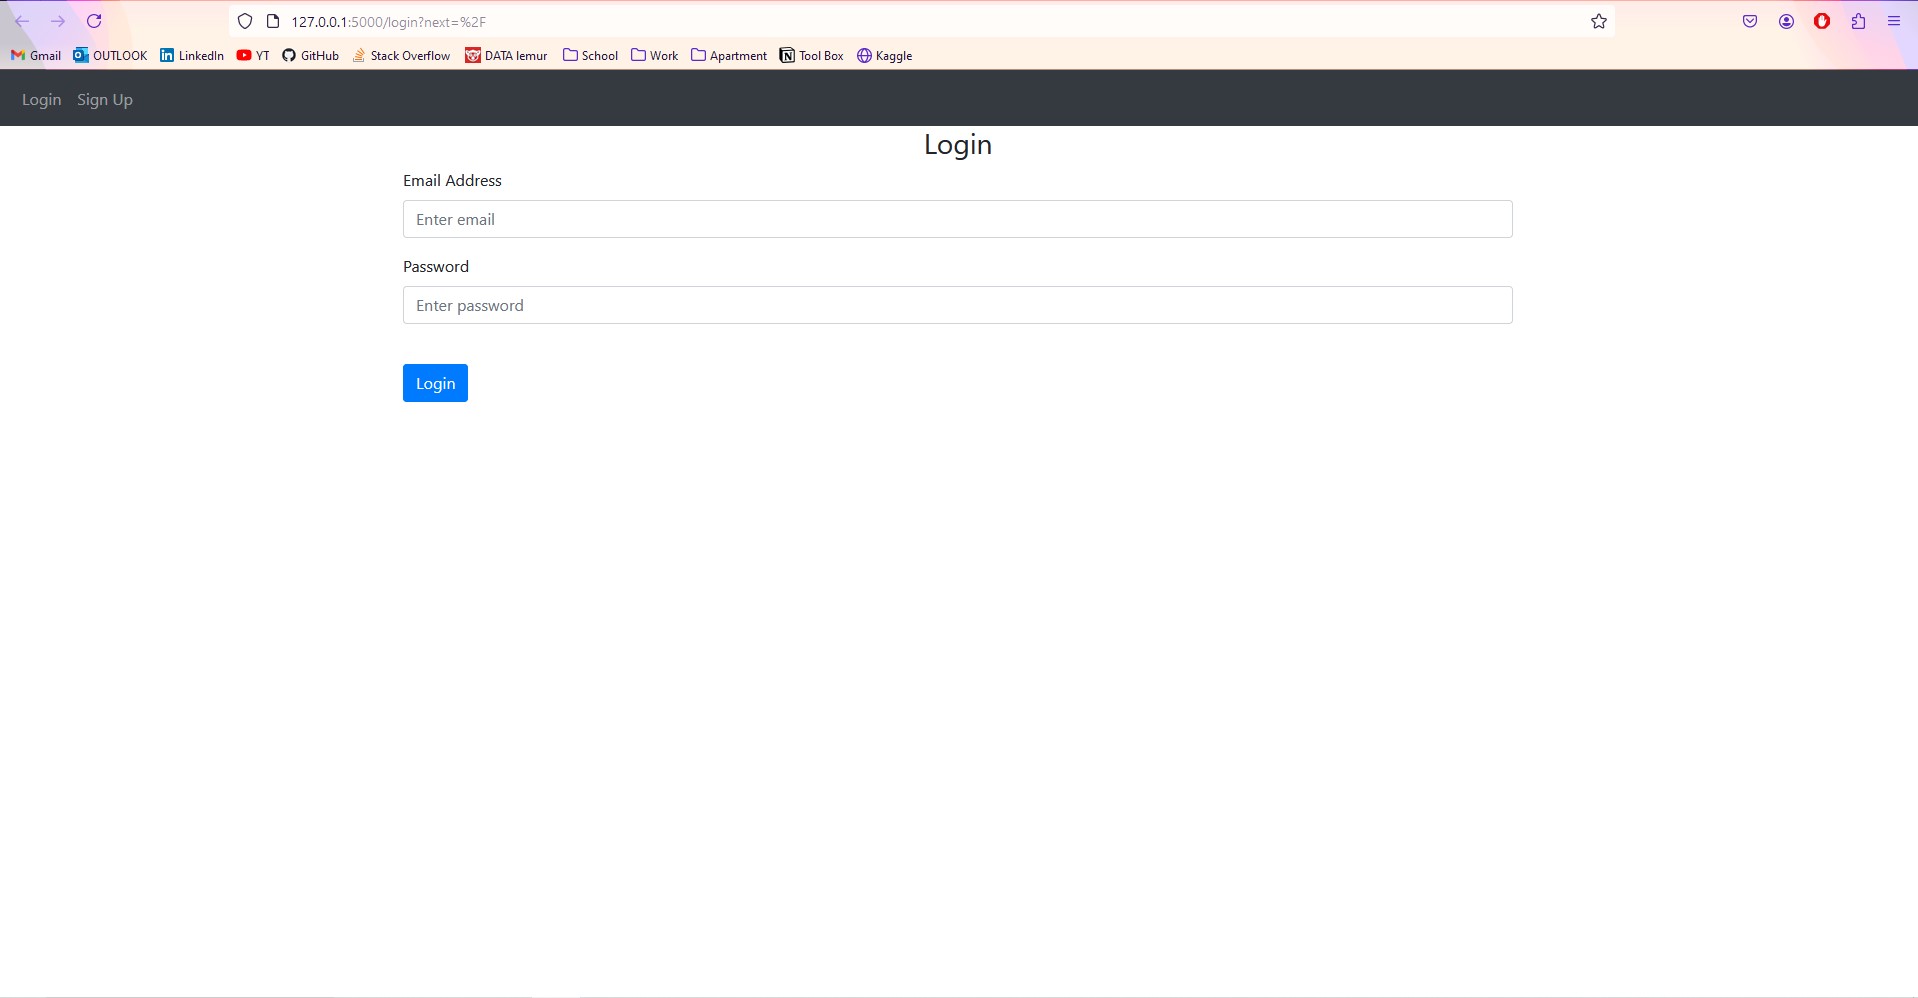 127.0.0.1:5000/login?next=%2F
Gmail OUTLOOK LinkedIn YT GitHub Stack Overflow DATA lemur School Work Apartment Tool Box Kaggle
Login Sign Up
Login
Email Address
Enter email
Password
Enter password
Login